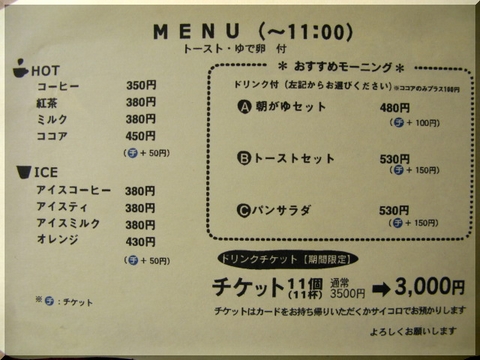 MENU(～11:00)
トースト・ゆで卵 付
HOT
コーヒー 350円
紅茶 380円
ミルク 380円
ココア 450円
(チ+50円)
ICE
アイスコーヒー 380円
アイスティ 380円
アイスミルク 380円
オレンジ 430円
(チ+50円)
※チ:チケット
＊ おすすめモーニング ＊
ドリンク付(左記からお選びください)※ココアのみプラス100円
A 朝がゆセット 480円
(チ+100円)
B トーストセット 530円
(チ+150円)
C パンサラダ 530円
(チ+150円)
ドリンクチケット【期間限定】
チケット11個(11杯) 通常3500円➡3,000円
チケットはカードをお持ち帰りいただくかサイコロでお預かりします
よろしくお願いします